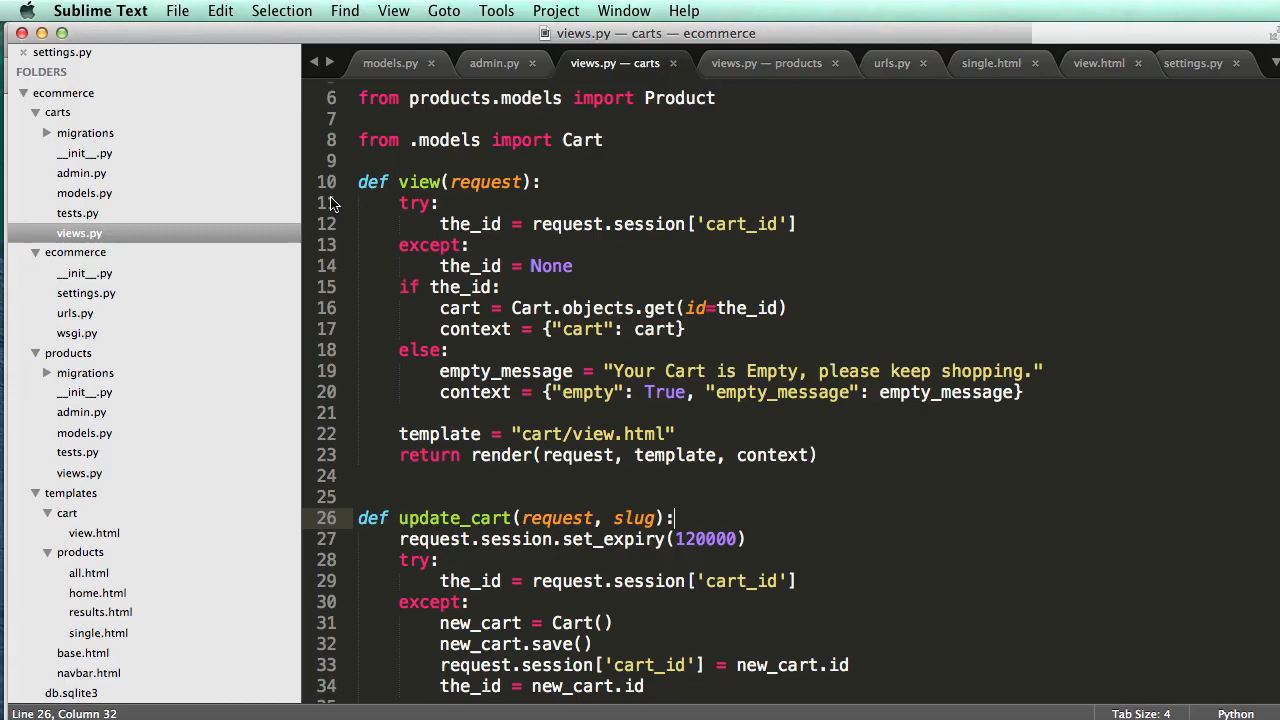 Sublime Text File Edit Selection Find View Goto Tools Project Window Help
views.py — carts — ecommerce
settings.py
FOLDERS
ecommerce
carts
migrations
__init__.py
admin.py
models.py
tests.py
views.py
ecommerce
__init__.py
settings.py
urls.py
wsgi.py
products
migrations
__init__.py
admin.py
models.py
tests.py
views.py
templates
cart
view.html
products
all.html
home.html
results.html
single.html
base.html
navbar.html
db.sqlite3
models.py admin.py views.py — carts views.py — products urls.py single.html view.html settings.py
6 from products.models import Product
7
8 from .models import Cart
9
10 def view(request):
11 try:
12 the_id = request.session['cart_id']
13 except:
14 the_id = None
15 if the_id:
16 cart = Cart.objects.get(id=the_id)
17 context = {"cart": cart}
18 else:
19 empty_message = "Your Cart is Empty, please keep shopping."
20 context = {"empty": True, "empty_message": empty_message}
21
22 template = "cart/view.html"
23 return render(request, template, context)
24
25
26 def update_cart(request, slug):
27 request.session.set_expiry(120000)
28 try:
29 the_id = request.session['cart_id']
30 except:
31 new_cart = Cart()
32 new_cart.save()
33 request.session['cart_id'] = new_cart.id
34 the_id = new_cart.id
Line 26, Column 32 Tab Size: 4 Python